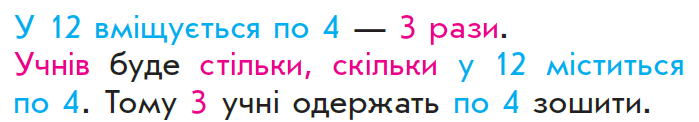 У 12 вміщується по 4 — 3 рази.
Учнів буде стільки, скільки у 12 міститься
по 4. Тому 3 учні одержать по 4 зошити.